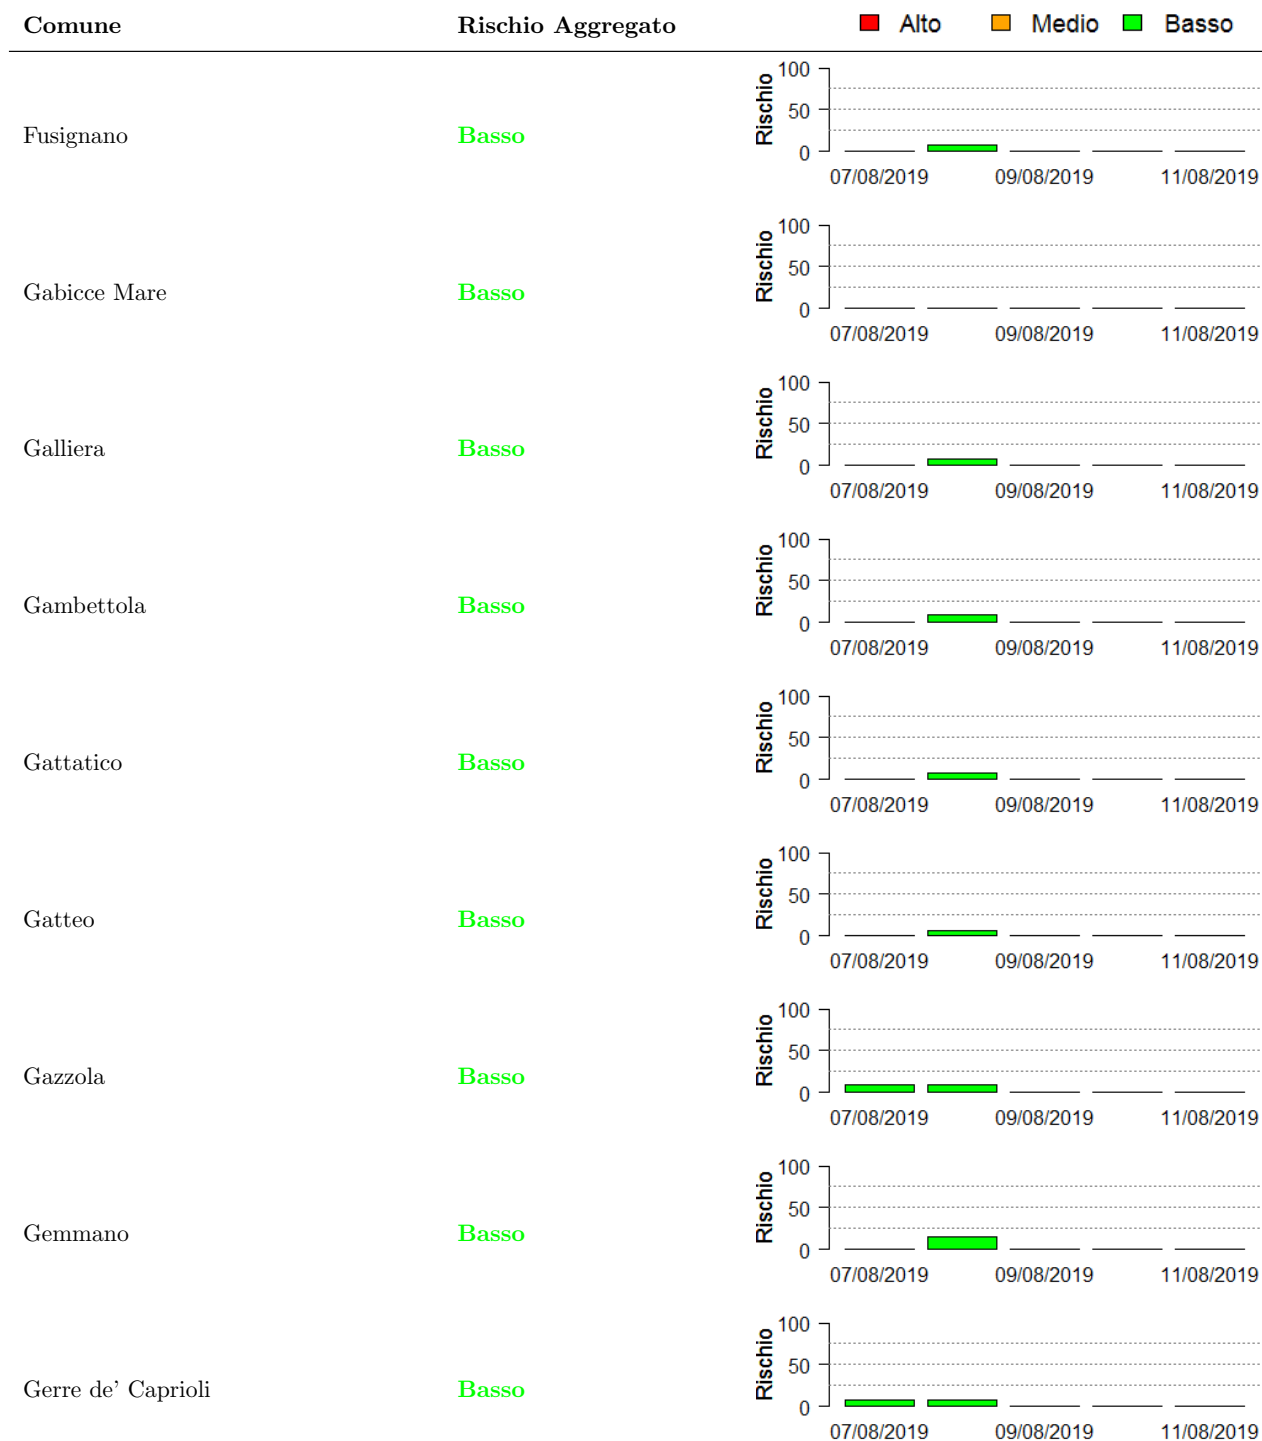 Comune Rischio Aggregato Alto Medio Basso
Fusignano Basso
Rischio
100
50
0
07/08/2019 09/08/2019 11/08/2019
Gabicce Mare Basso
Rischio
100
50
0
07/08/2019 09/08/2019 11/08/2019
Galliera Basso
Rischio
100
50
0
07/08/2019 09/08/2019 11/08/2019
Gambettola Basso
Rischio
100
50
0
07/08/2019 09/08/2019 11/08/2019
Gattatico Basso
Rischio
100
50
0
07/08/2019 09/08/2019 11/08/2019
Gatteo Basso
Rischio
100
50
0
07/08/2019 09/08/2019 11/08/2019
Gazzola Basso
Rischio
100
50
0
07/08/2019 09/08/2019 11/08/2019
Gemmano Basso
Rischio
100
50
0
07/08/2019 09/08/2019 11/08/2019
Gerre de’ Caprioli Basso
Rischio
100
50
0
07/08/2019 09/08/2019 11/08/2019